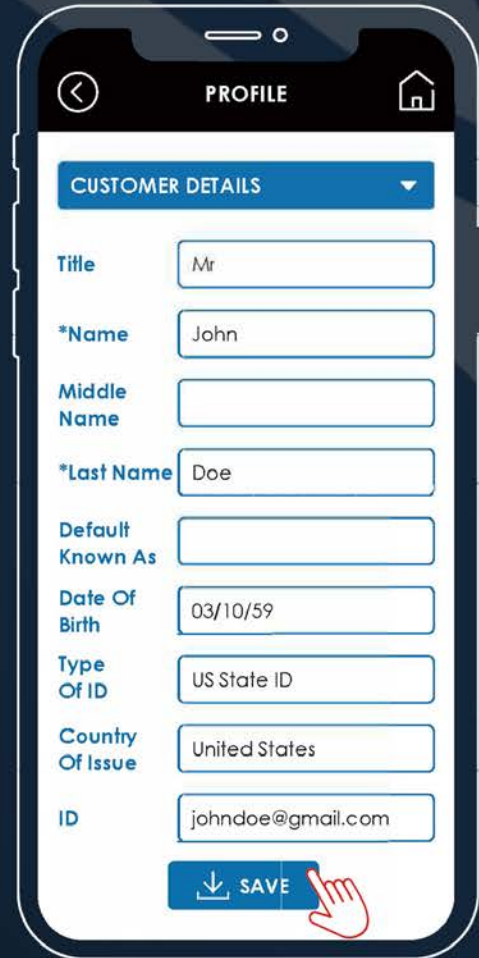 PROFILE
CUSTOMER DETAILS
Title Mr
*Name John
Middle
Name
*Last Name Doe
Default
Known As
Date Of
Birth
03/10/59
Type
Of ID
US State ID
Country
Of Issue
United States
ID johndoe@gmail.com
SAVE